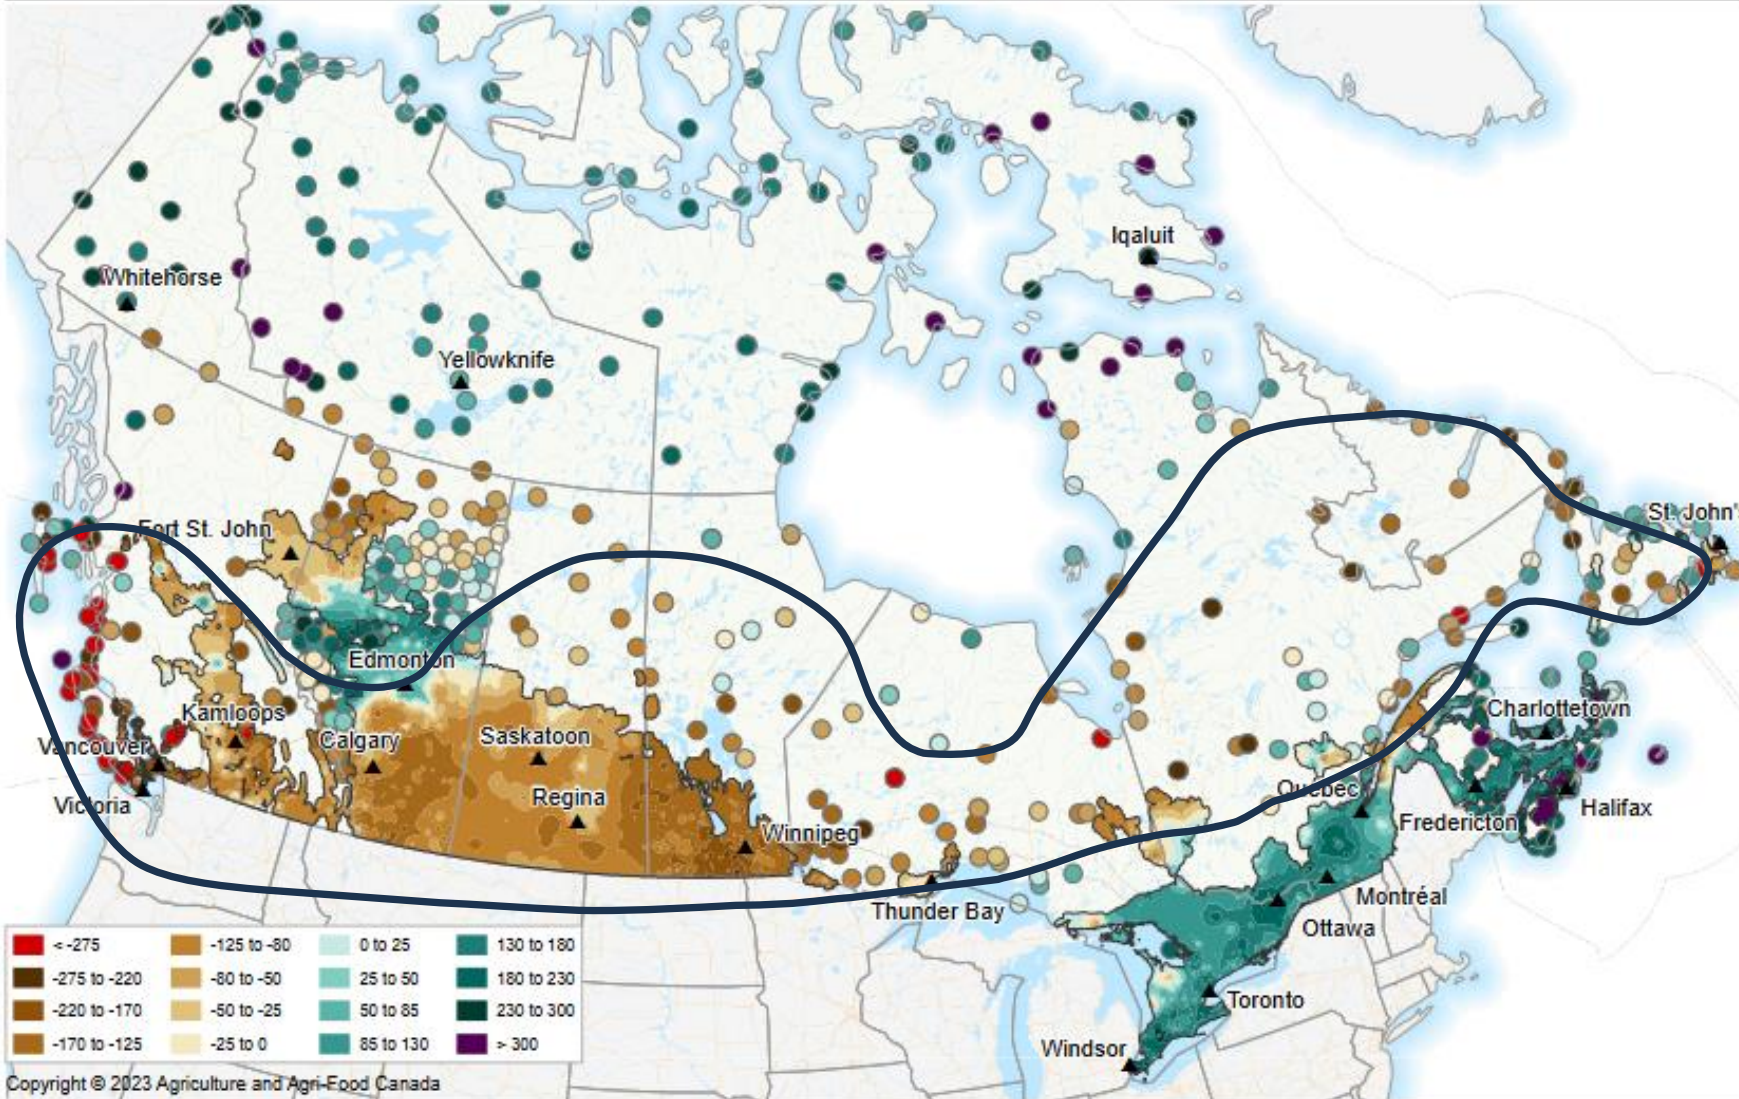 Iqaluit
Whitehorse
Yellowknife
St. John's
Fort St. John
Edmonton
Kamloops
Charlottetown
Vancouver
Calgary
Saskatoon
Québec
Victoria
Regina
Halifax
Winnipeg
Fredericton
Montréal
Thunder Bay
Ottawa
Toronto
Windsor
< -275 -125 to -80 0 to 25 130 to 180
-275 to -220 -80 to -50 25 to 50 180 to 230
-220 to -170 -50 to -25 50 to 85 230 to 300
-170 to -125 -25 to 0 85 to 130 > 300
Copyright © 2023 Agriculture and Agri-Food Canada